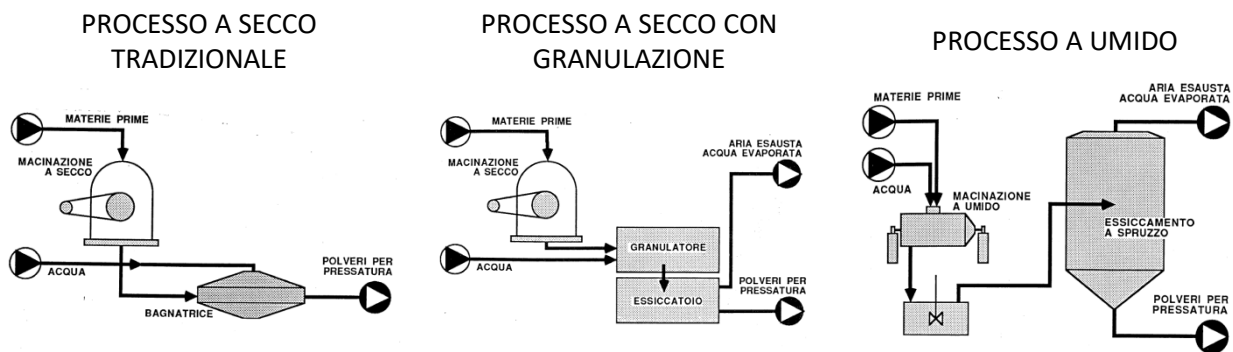 PROCESSO A SECCO
TRADIZIONALE
MATERIE PRIME
MACINAZIONE
A SECCO
ACQUA
BAGNATRICE
POLVERI PER
PRESSATURA
PROCESSO A SECCO CON
GRANULAZIONE
MATERIE PRIME
MACINAZIONE
A SECCO
ARIA ESAUSTA
ACQUA EVAPORATA
GRANULATORE
ACQUA
ESSICCATOIO
POLVERI PER
PRESSATURA
PROCESSO A UMIDO
MATERIE PRIME
ACQUA
MACINAZIONE
A UMIDO
ARIA ESAUSTA
ACQUA EVAPORATA
ESSICCAMENTO
A SPRUZZO
POLVERI PER
PRESSATURA